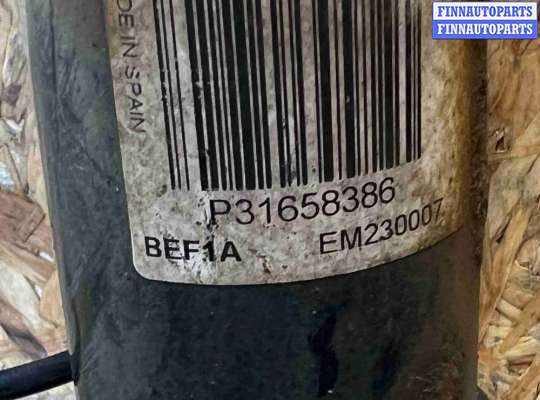 FINNAUTOPARTS
FINNAUTOPARTS
DE IN SPAIN
P31658386
BEF1A
EM230007